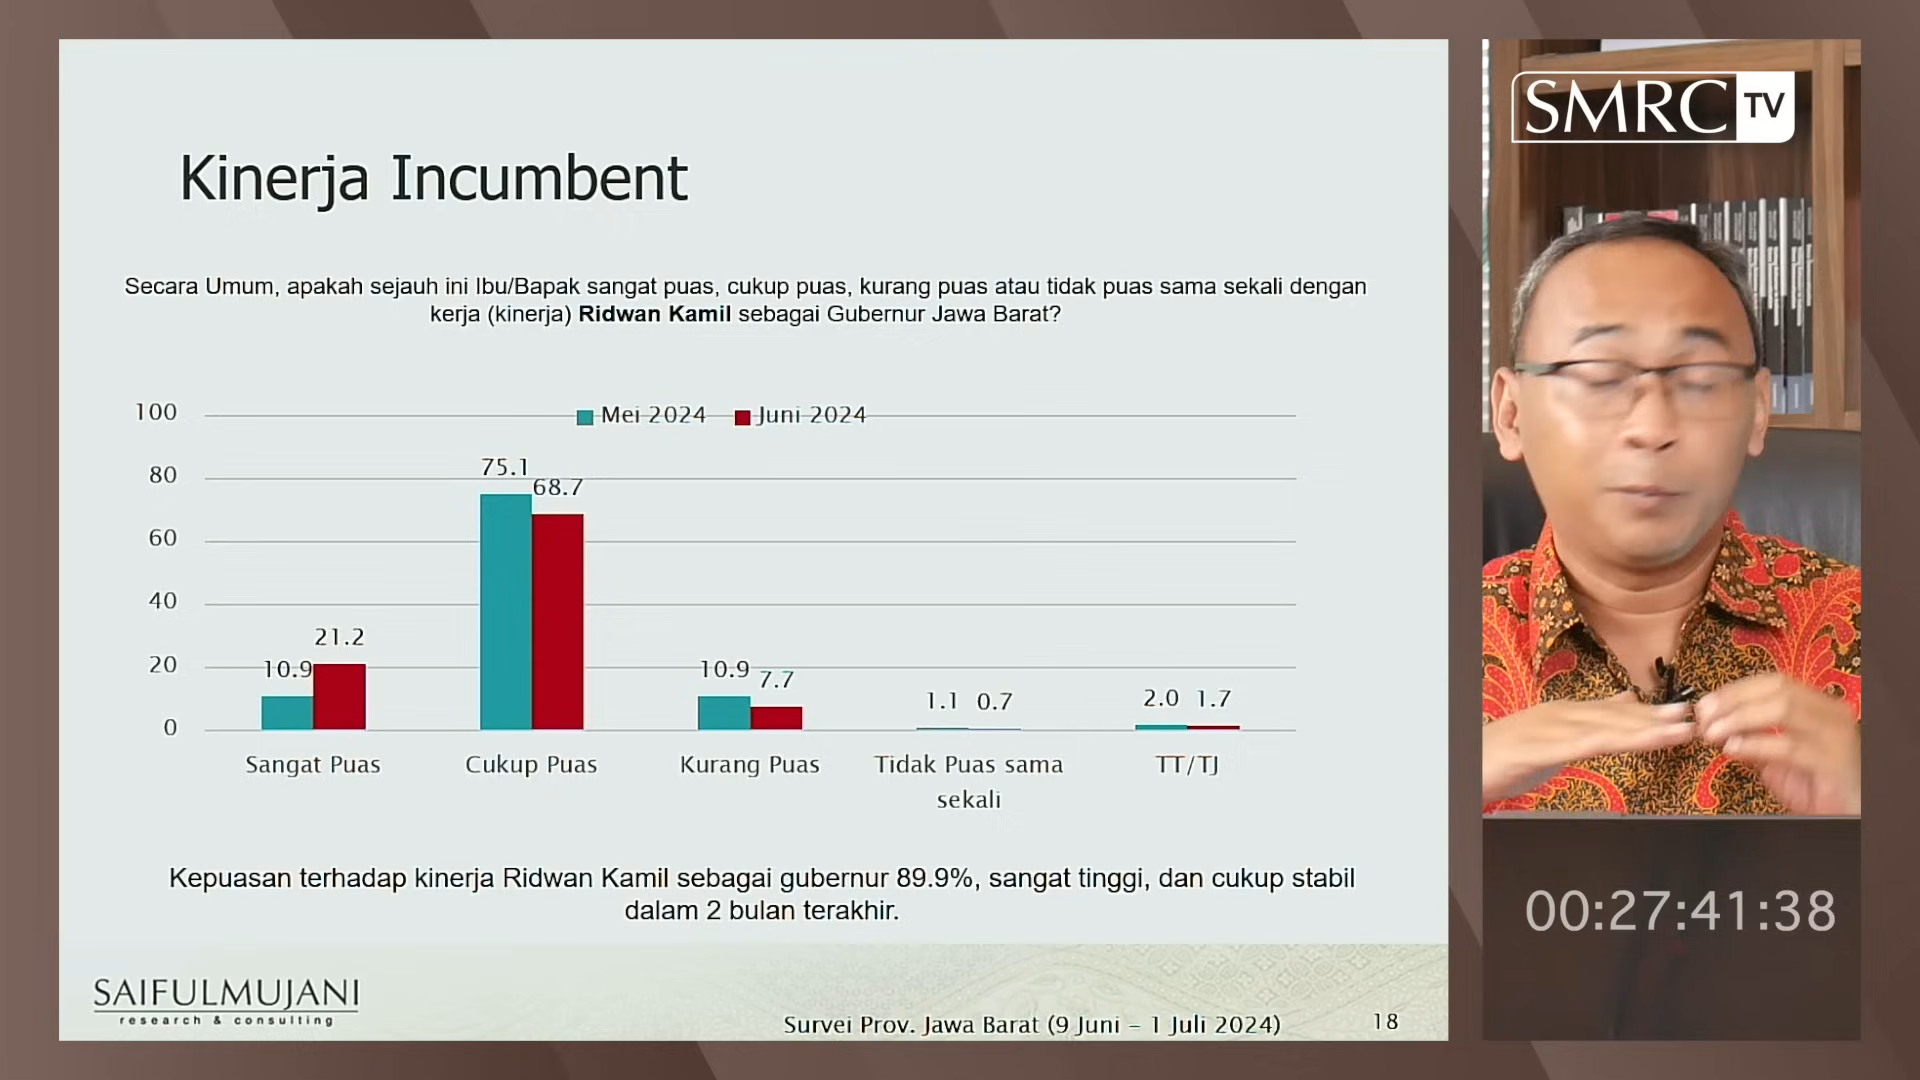 Kinerja Incumbent
Secara Umum, apakah sejauh ini Ibu/Bapak sangat puas, cukup puas, kurang puas atau tidak puas sama sekali dengan
kerja (kinerja) Ridwan Kamil sebagai Gubernur Jawa Barat?
Mei 2024 Juni 2024
100
80
60
40
20
0
10.9 21.2
75.1 68.7
10.9 7.7
1.1 0.7
2.0 1.7
Sangat Puas Cukup Puas Kurang Puas Tidak Puas sama TT/TJ
sekali
Kepuasan terhadap kinerja Ridwan Kamil sebagai gubernur 89.9%, sangat tinggi, dan cukup stabil
dalam 2 bulan terakhir.
SAIFULMUJANI
research & consulting
Survei Prov. Jawa Barat (9 Juni – 1 Juli 2024) 18
SMRC TV
00:27:41:38